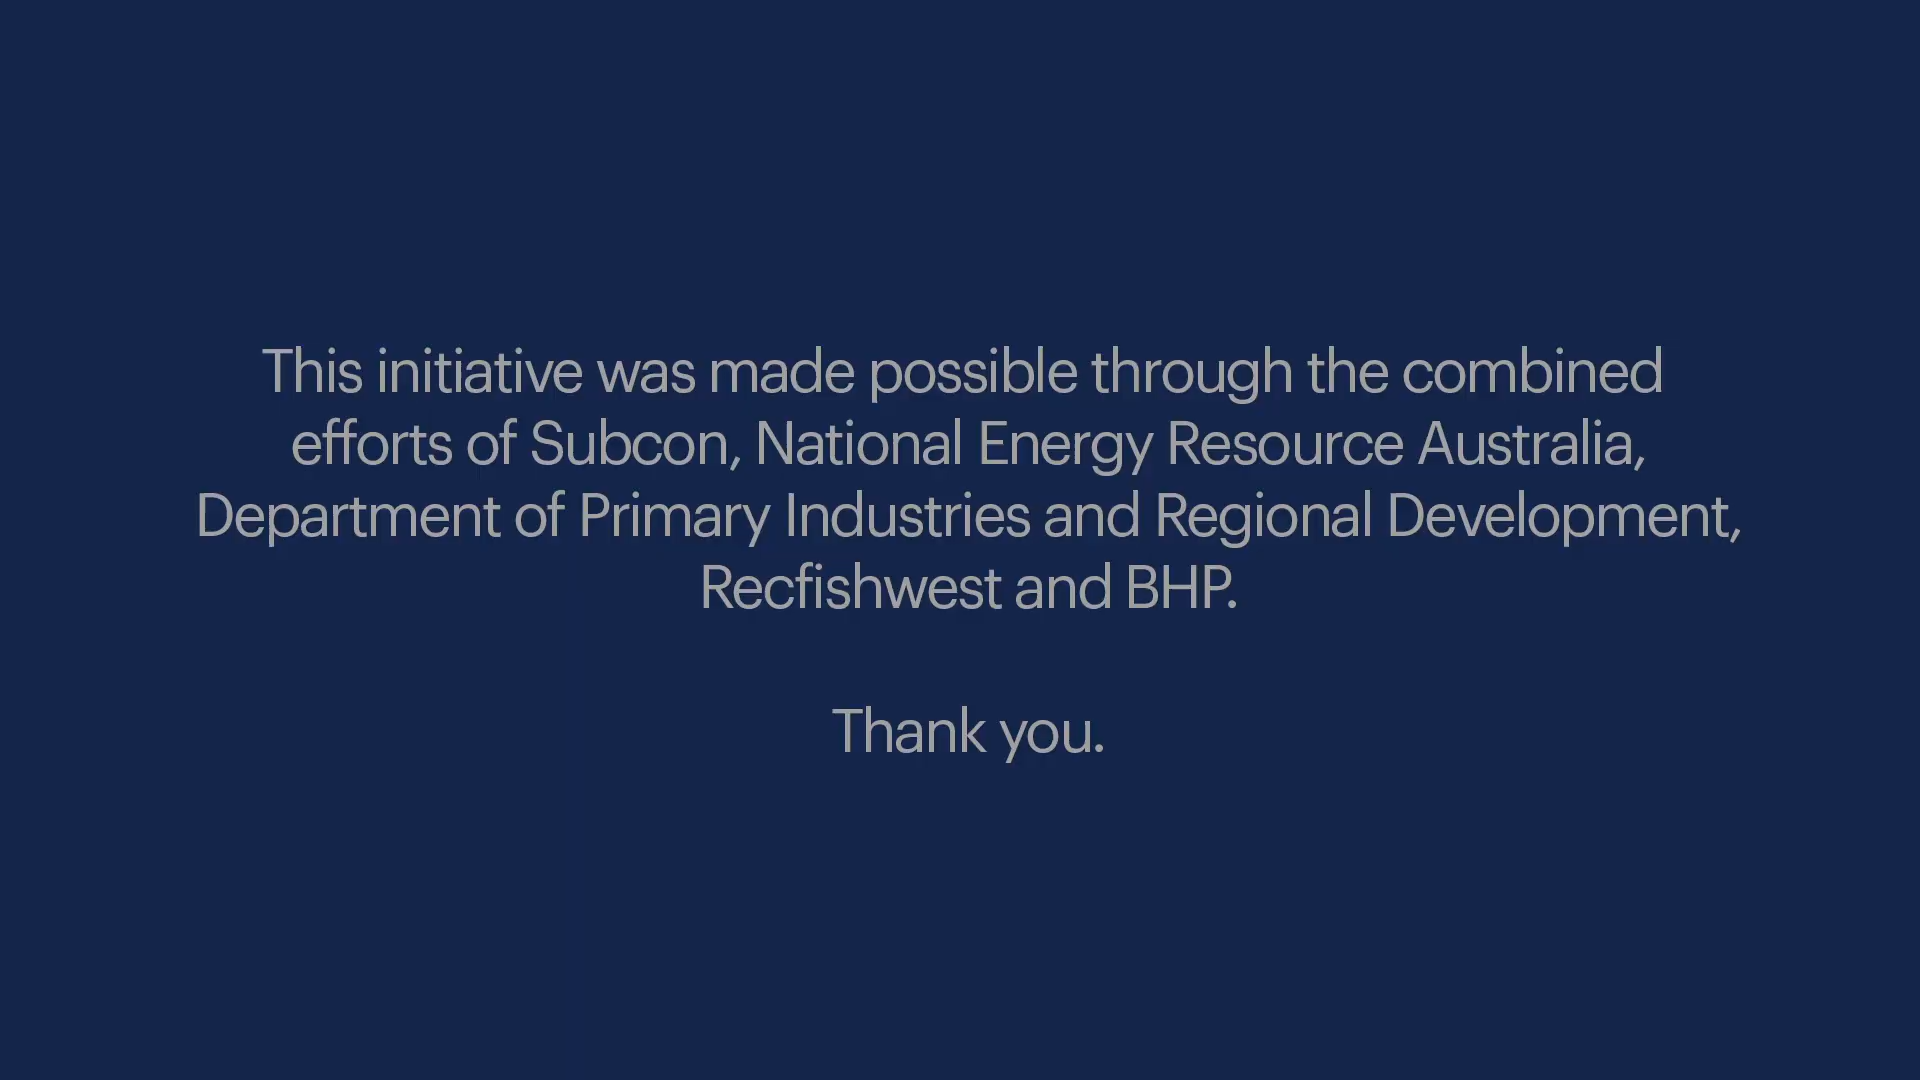 This initiative was made possible through the combined
efforts of Subcon, National Energy Resource Australia,
Department of Primary Industries and Regional Development,
Recfishwest and BHP.
Thank you.